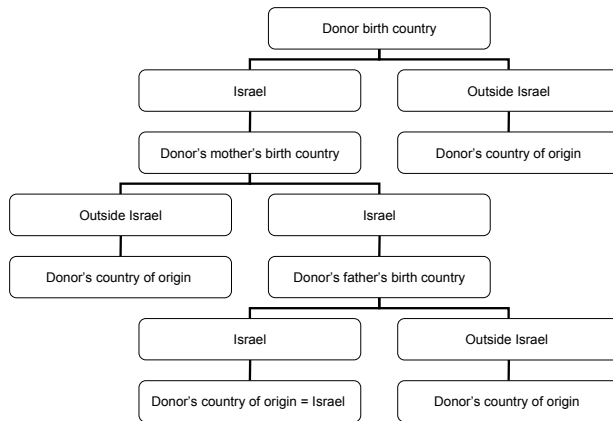 Donor birth country
Israel
Outside Israel
Donor's mother's birth country
Donor's country of origin
Outside Israel
Israel
Donor's country of origin
Donor's father's birth country
Israel
Outside Israel
Donor's country of origin = Israel
Donor's country of origin